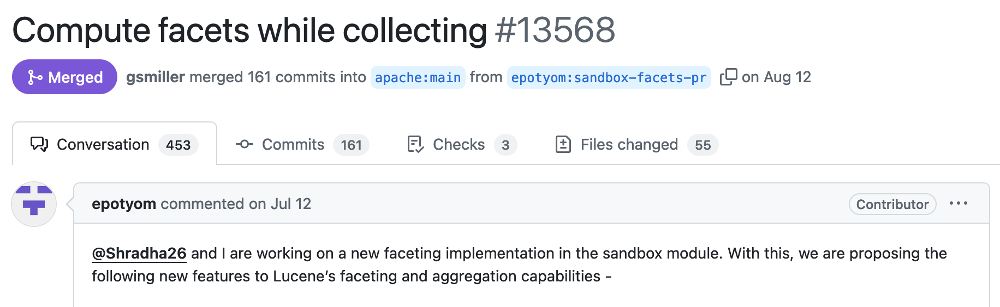 Compute facets while collecting #13568
Merged gsmiller merged 161 commits into apache:main from epotyom:sandbox-facets-pr on Aug 12
Conversation 453 Commits 161 Checks 3 Files changed 55
epotyom commented on Jul 12 Contributor ...
@Shradha26 and I are working on a new faceting implementation in the sandbox module. With this, we are proposing the
following new features to Lucene’s faceting and aggregation capabilities -